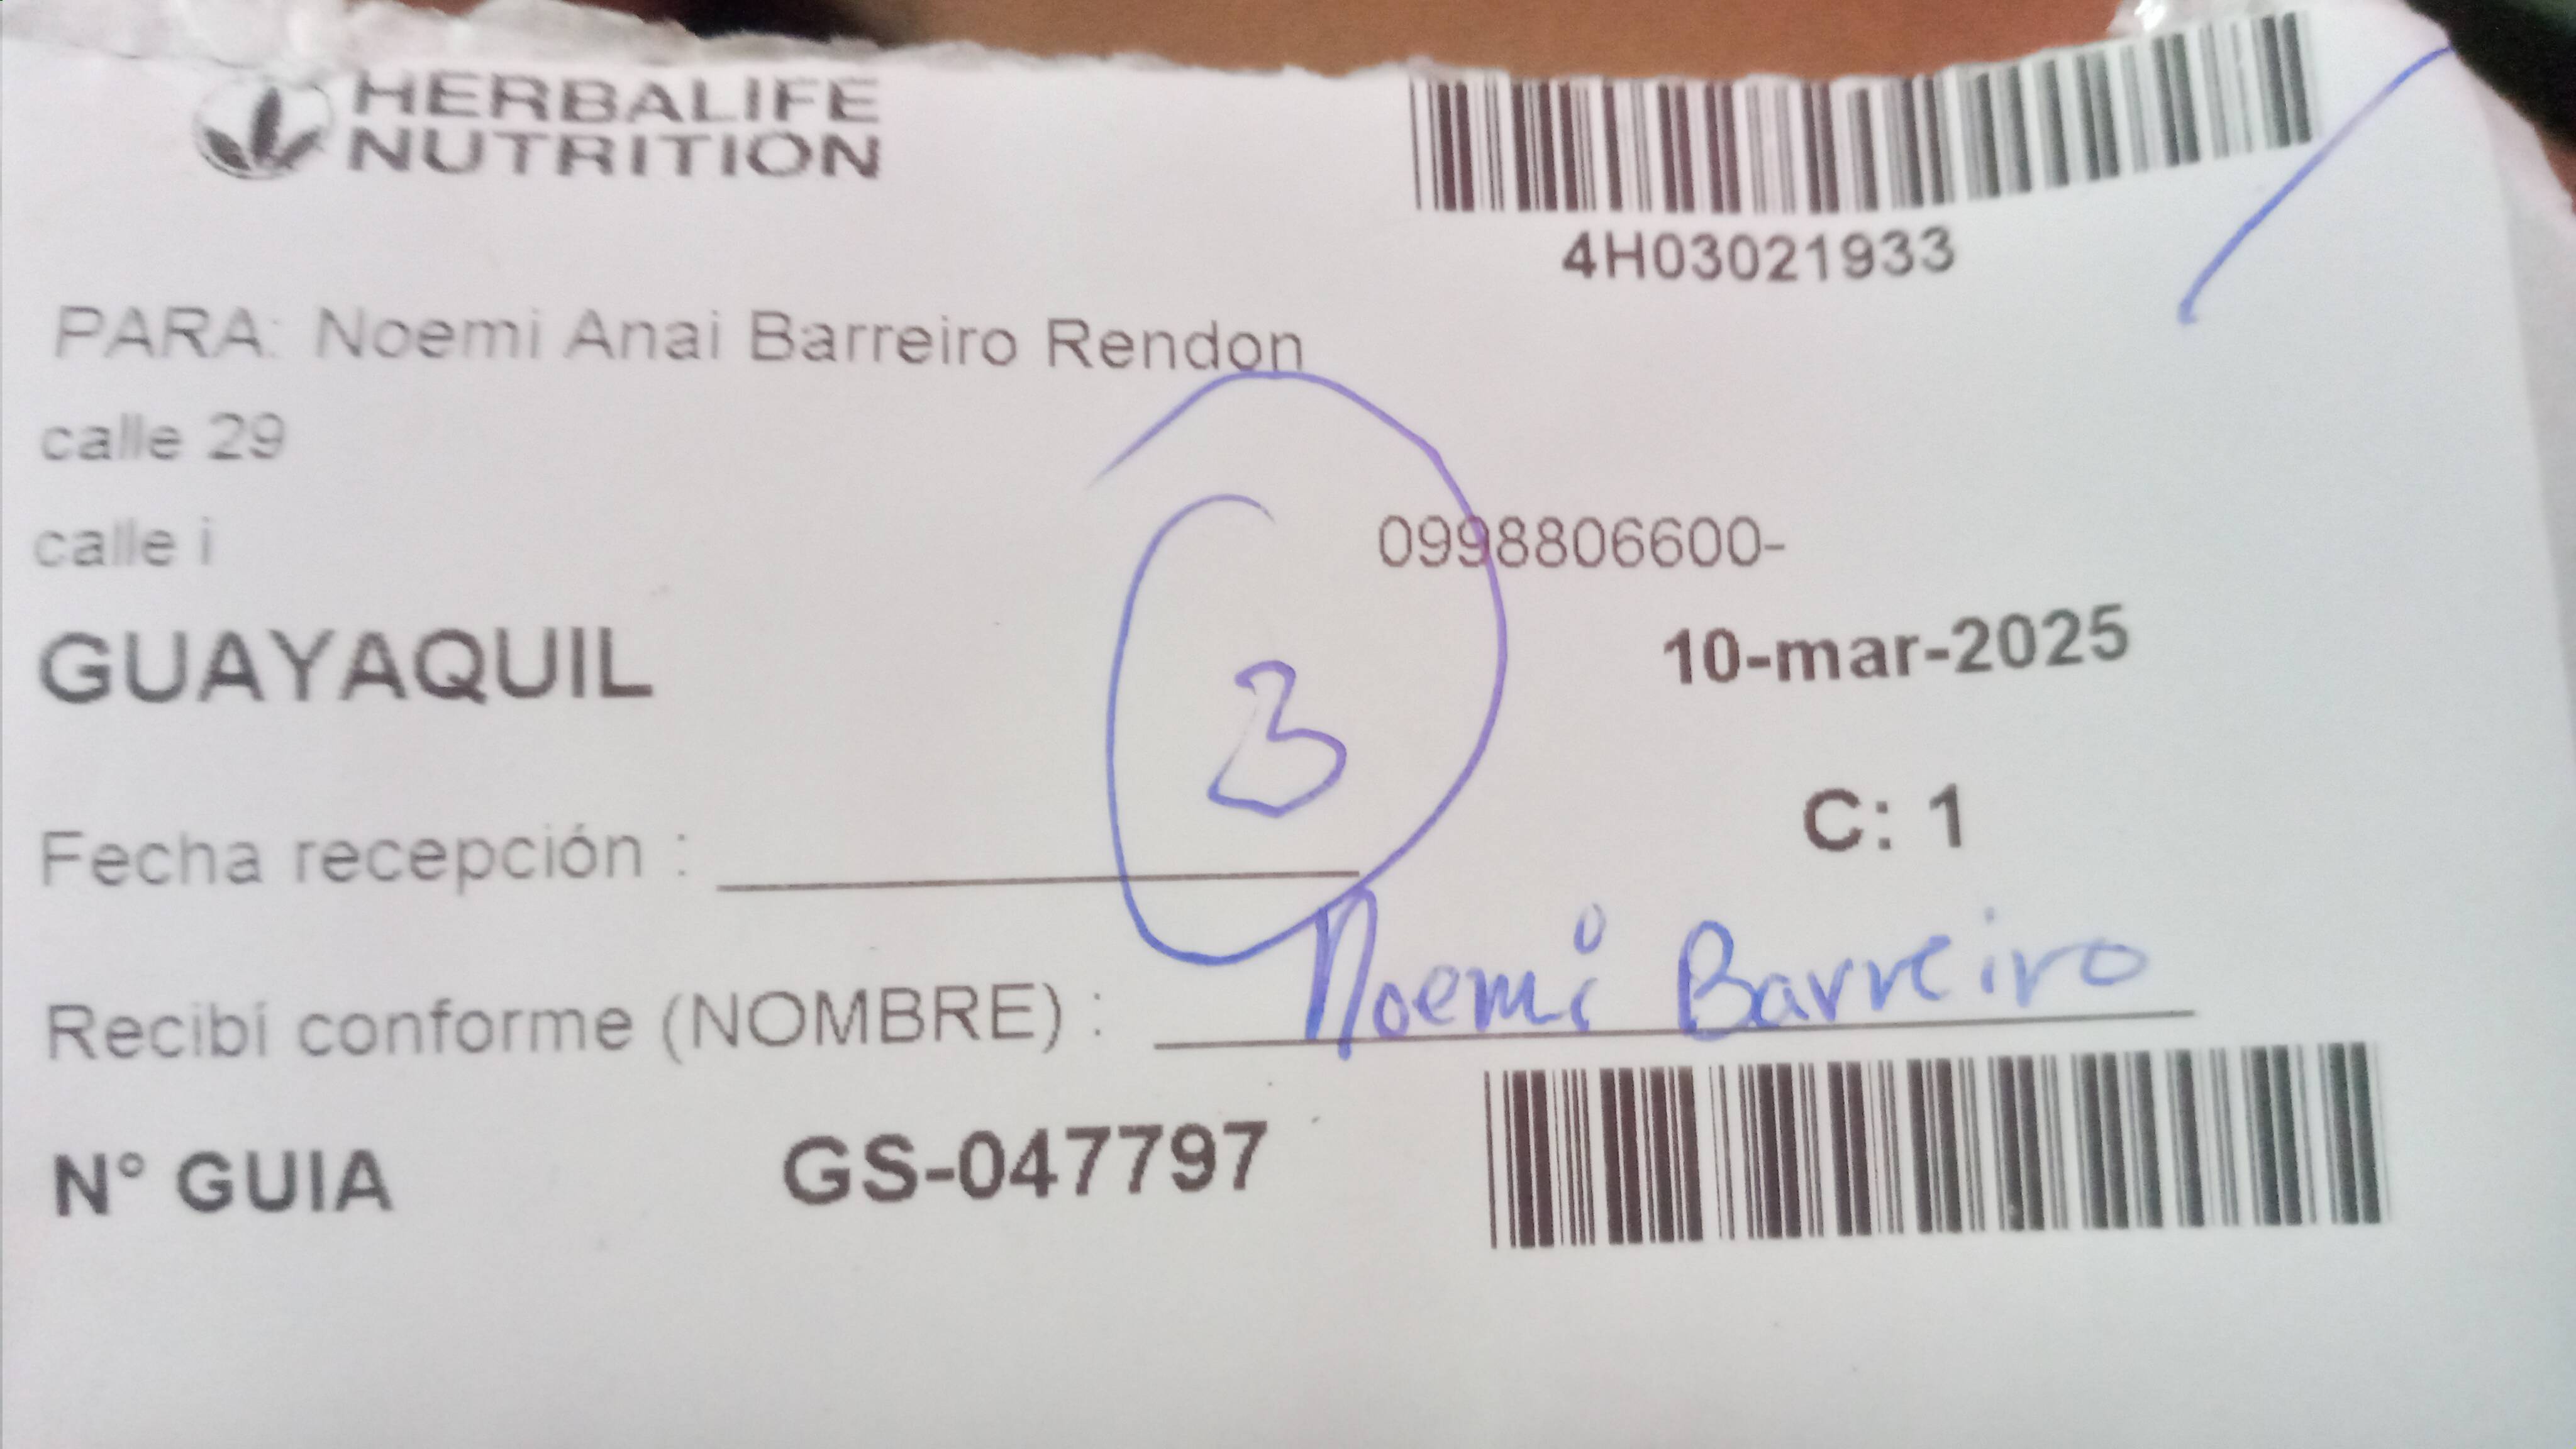 HERBALIFE
NUTRITION
4H03021933
PARA: Noemi Anai Barreiro Rendon
calle 29
calle i
0998806600-
GUAYAQUIL
10-mar-2025
3
C: 1
Fecha recepción :
Recibí conforme (NOMBRE) : Noemi Barreiro
N° GUIA GS-047797